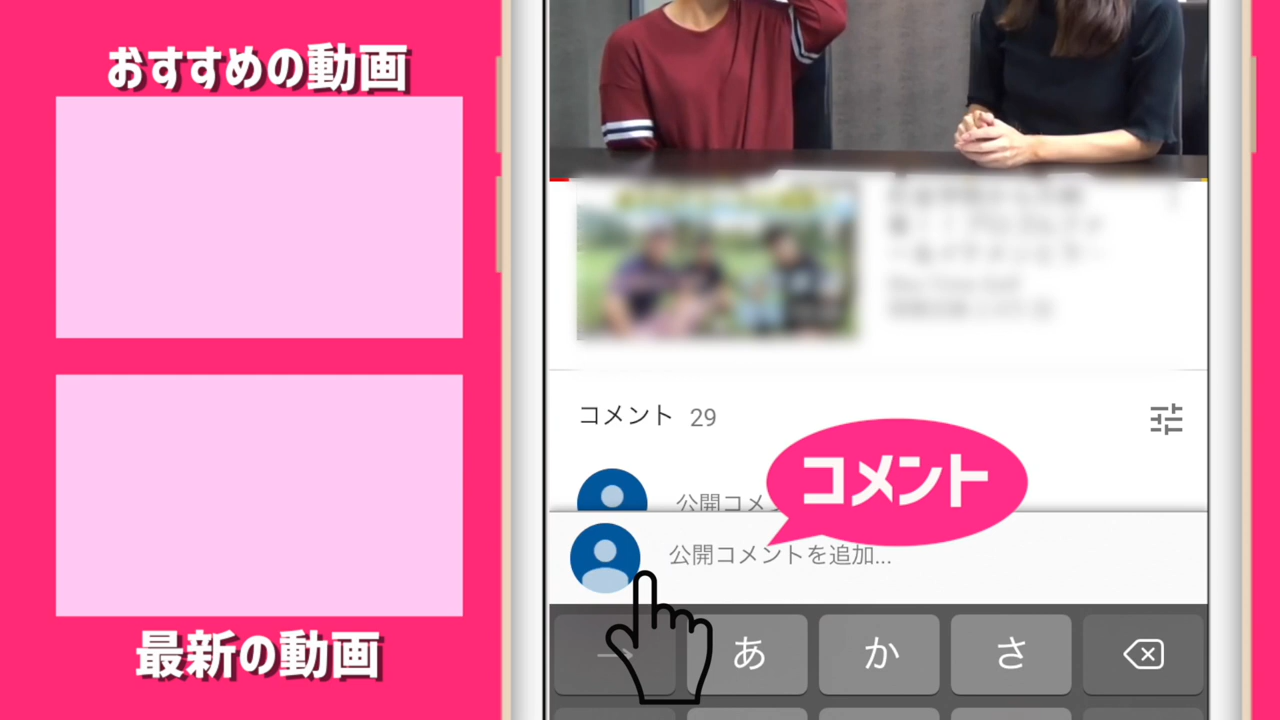 おすすめの動画
最新の動画
コメント 29
コメント
公開コメ
公開コメントを追加...
→
あ
か
さ